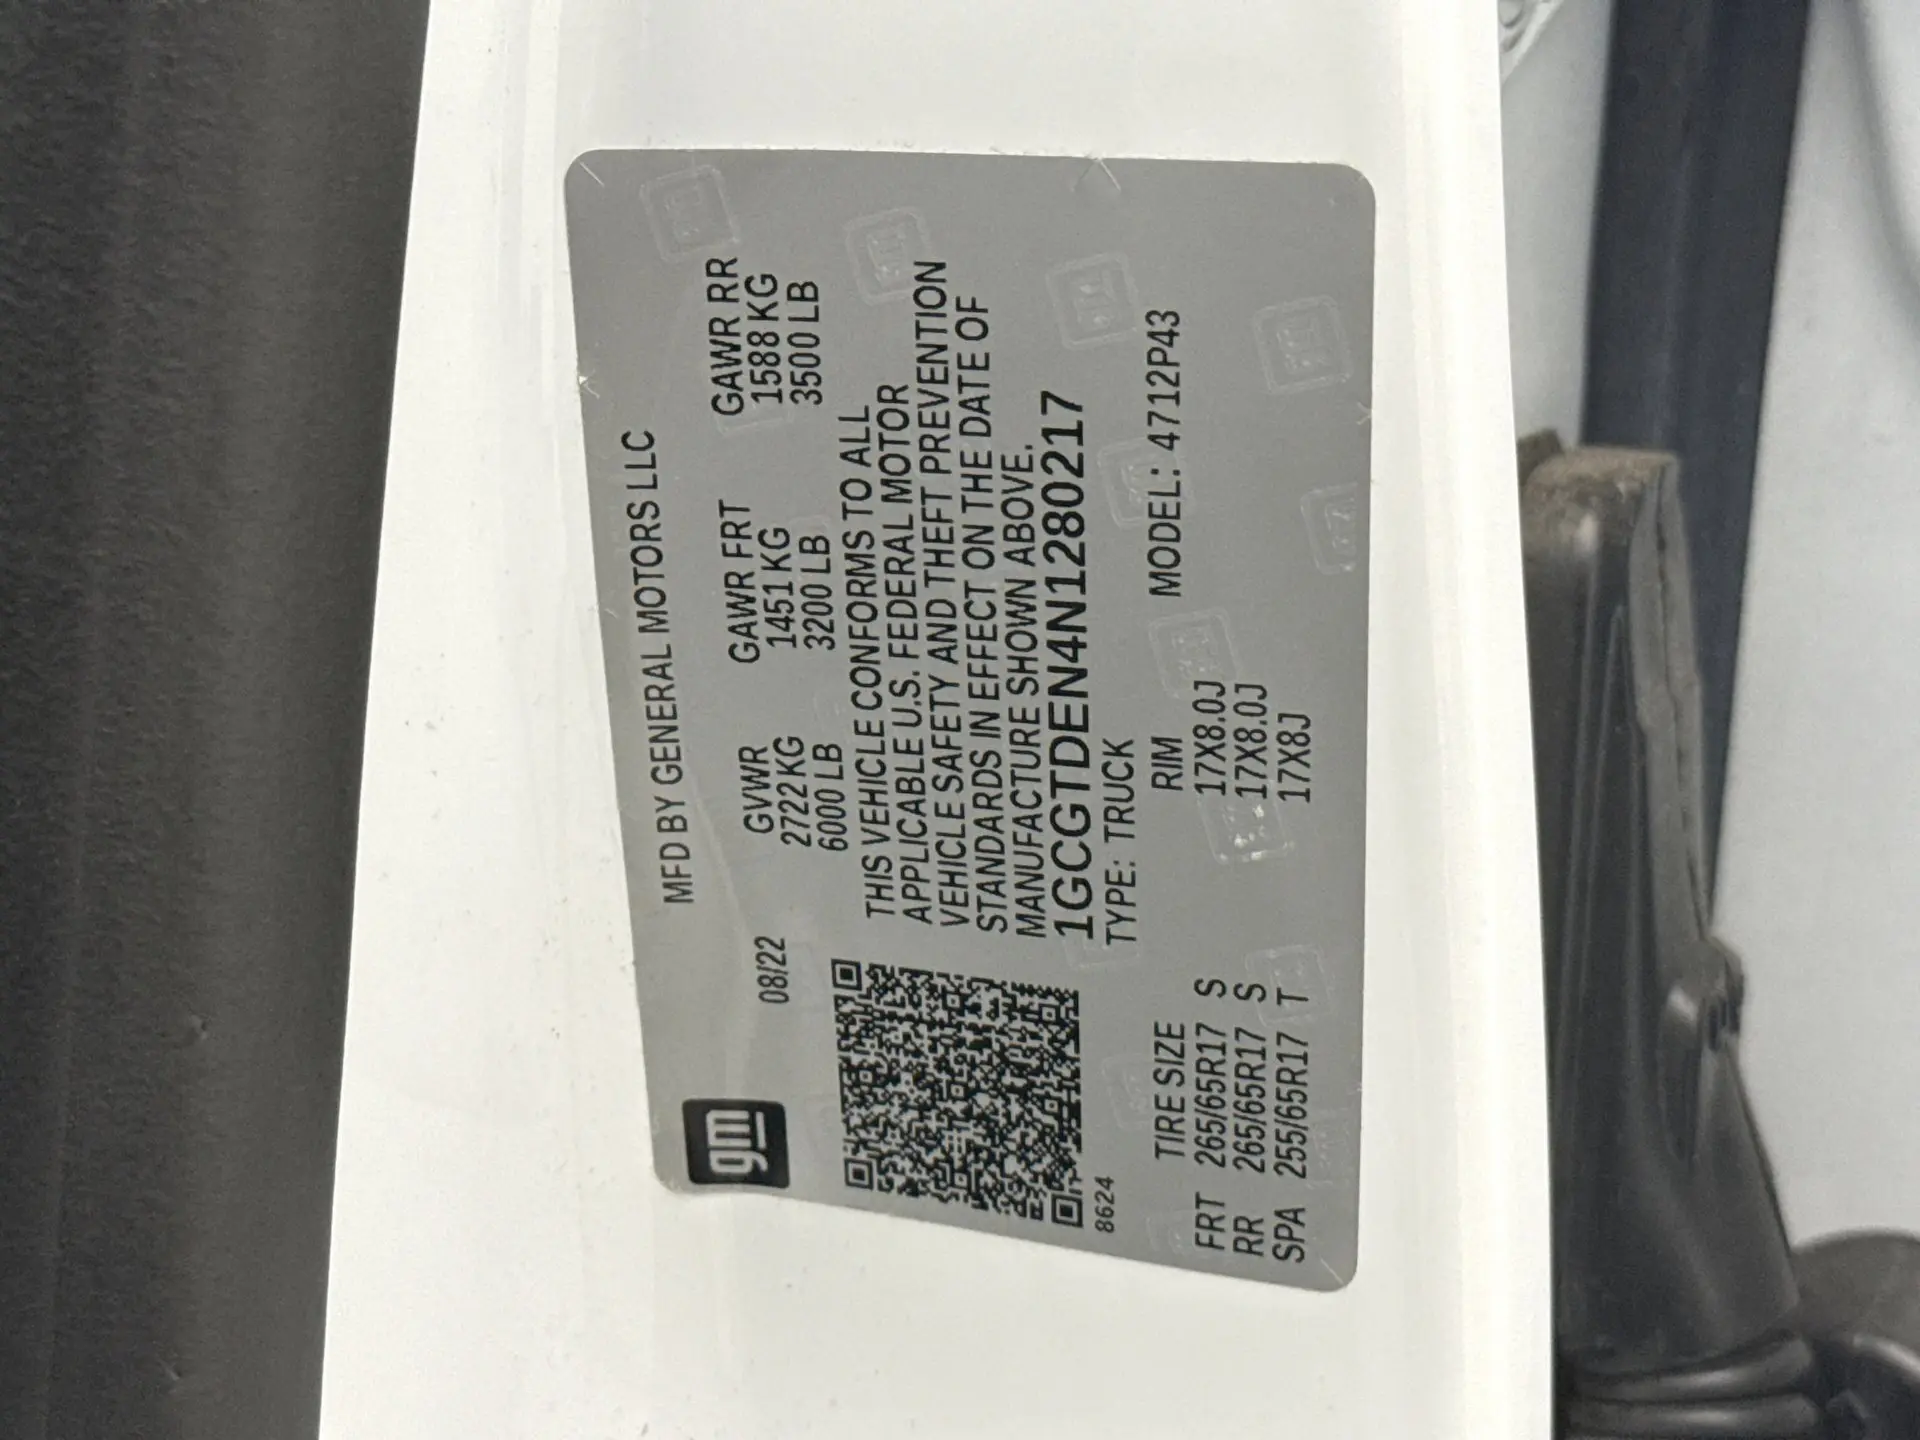 gm
MFD BY GENERAL MOTORS LLC
08/22
GVWR GAWR FRT GAWR RR
2722 KG 1451 KG 1588 KG
6000 LB 3200 LB 3500 LB
THIS VEHICLE CONFORMS TO ALL
APPLICABLE U.S. FEDERAL MOTOR
VEHICLE SAFETY AND THEFT PREVENTION
STANDARDS IN EFFECT ON THE DATE OF
MANUFACTURE SHOWN ABOVE.
1GCGTDEN4N1280217
8624
TYPE: TRUCK
MODEL: 4712P43
TIRE SIZE RIM
FRT 265/65R17 S 17X8.0J
RR 265/65R17 S 17X8.0J
SPA 255/65R17 T 17X8J